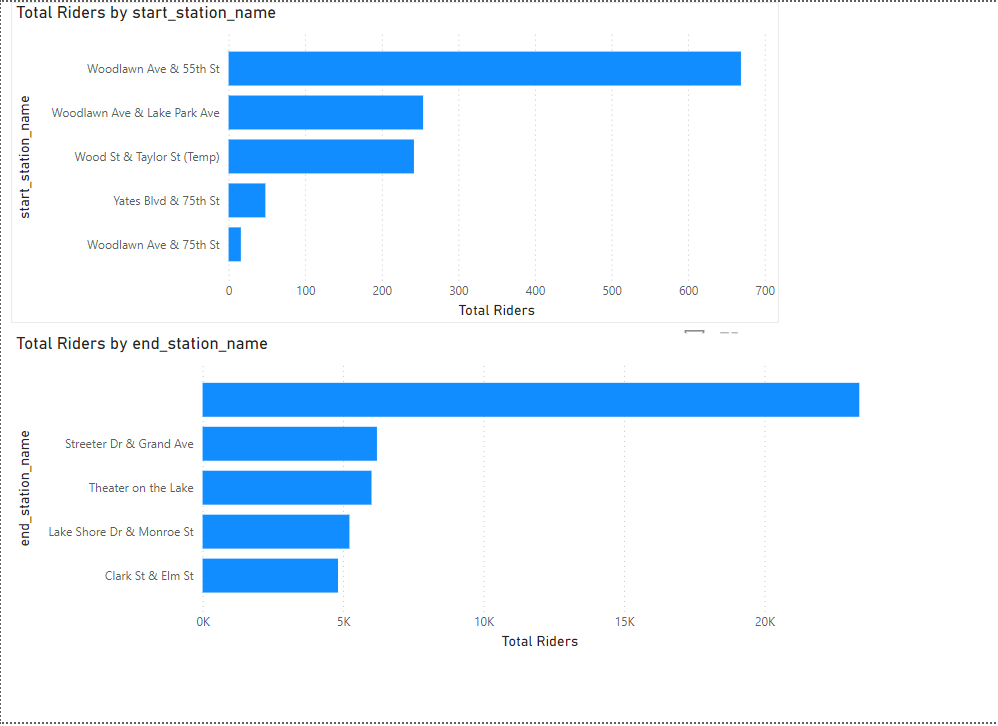 Total Riders by start_station_name
start_station_name
Woodlawn Ave & 55th St
Woodlawn Ave & Lake Park Ave
Wood St & Taylor St (Temp)
Yates Blvd & 75th St
Woodlawn Ave & 75th St
0 100 200 300 400 500 600 700
Total Riders
Total Riders by end_station_name
end_station_name
Streeter Dr & Grand Ave
Theater on the Lake
Lake Shore Dr & Monroe St
Clark St & Elm St
0K 5K 10K 15K 20K
Total Riders